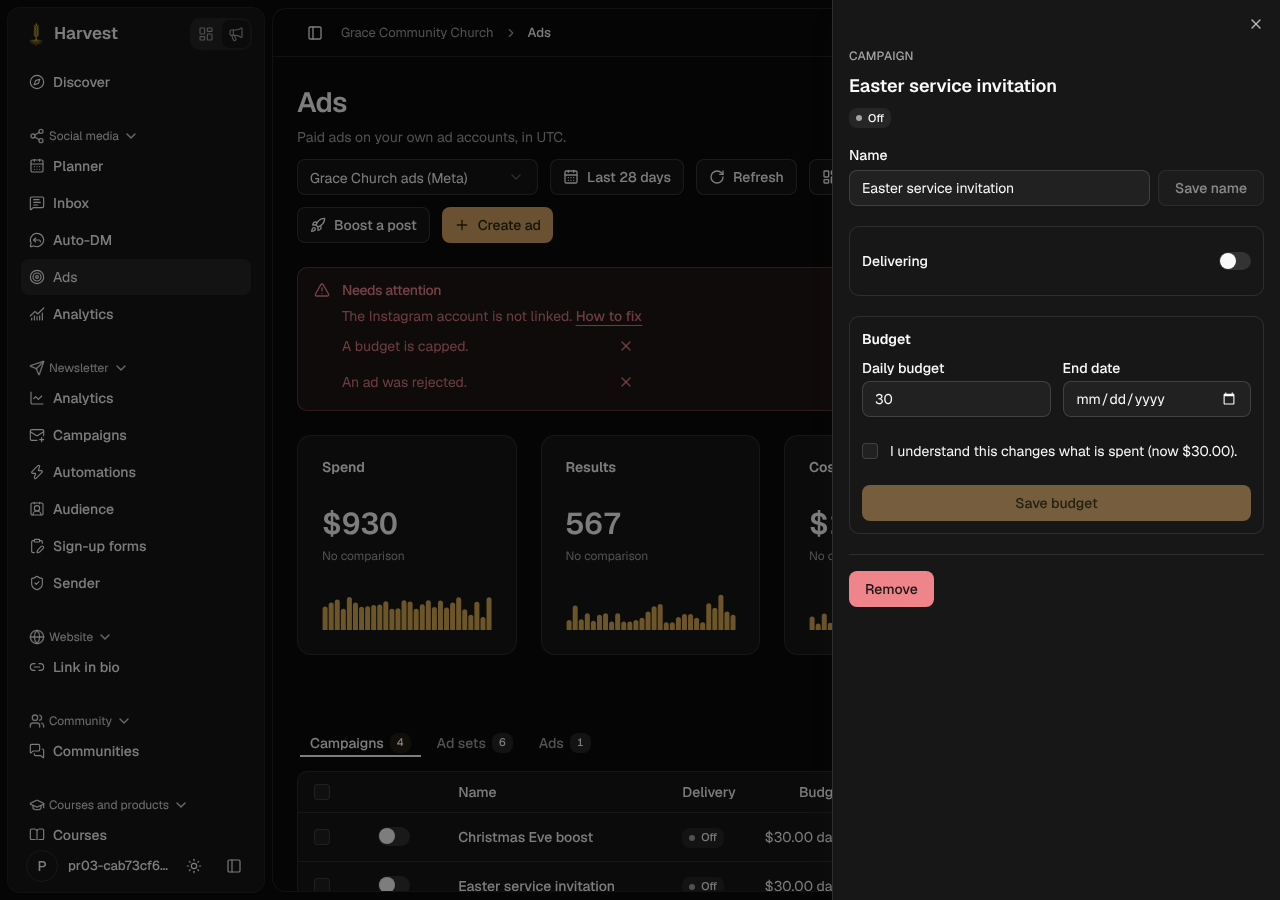 Harvest
Discover
Social media
Planner
Inbox
Auto-DM
Ads
Analytics
Newsletter
Analytics
Campaigns
Automations
Audience
Sign-up forms
Sender
Website
Link in bio
Community
Communities
Courses and products
Courses
P pr03-cab73cf6...
Grace Community Church > Ads
Ads
Paid ads on your own ad accounts, in UTC.
Grace Church ads (Meta)
Last 28 days
Refresh
Boost a post
Create ad
Needs attention
The Instagram account is not linked. How to fix
A budget is capped.
An ad was rejected.
Spend
$930
No comparison
Results
567
No comparison
Campaigns 4
Ad sets 6
Ads 1
Name Delivery
Christmas Eve boost Off $30.00
Easter service invitation Off $30.00
CAMPAIGN
Easter service invitation
Off
Name
Easter service invitation
Save name
Delivering
Budget
Daily budget End date
30 mm/dd/yyyy
I understand this changes what is spent (now $30.00).
Save budget
Remove